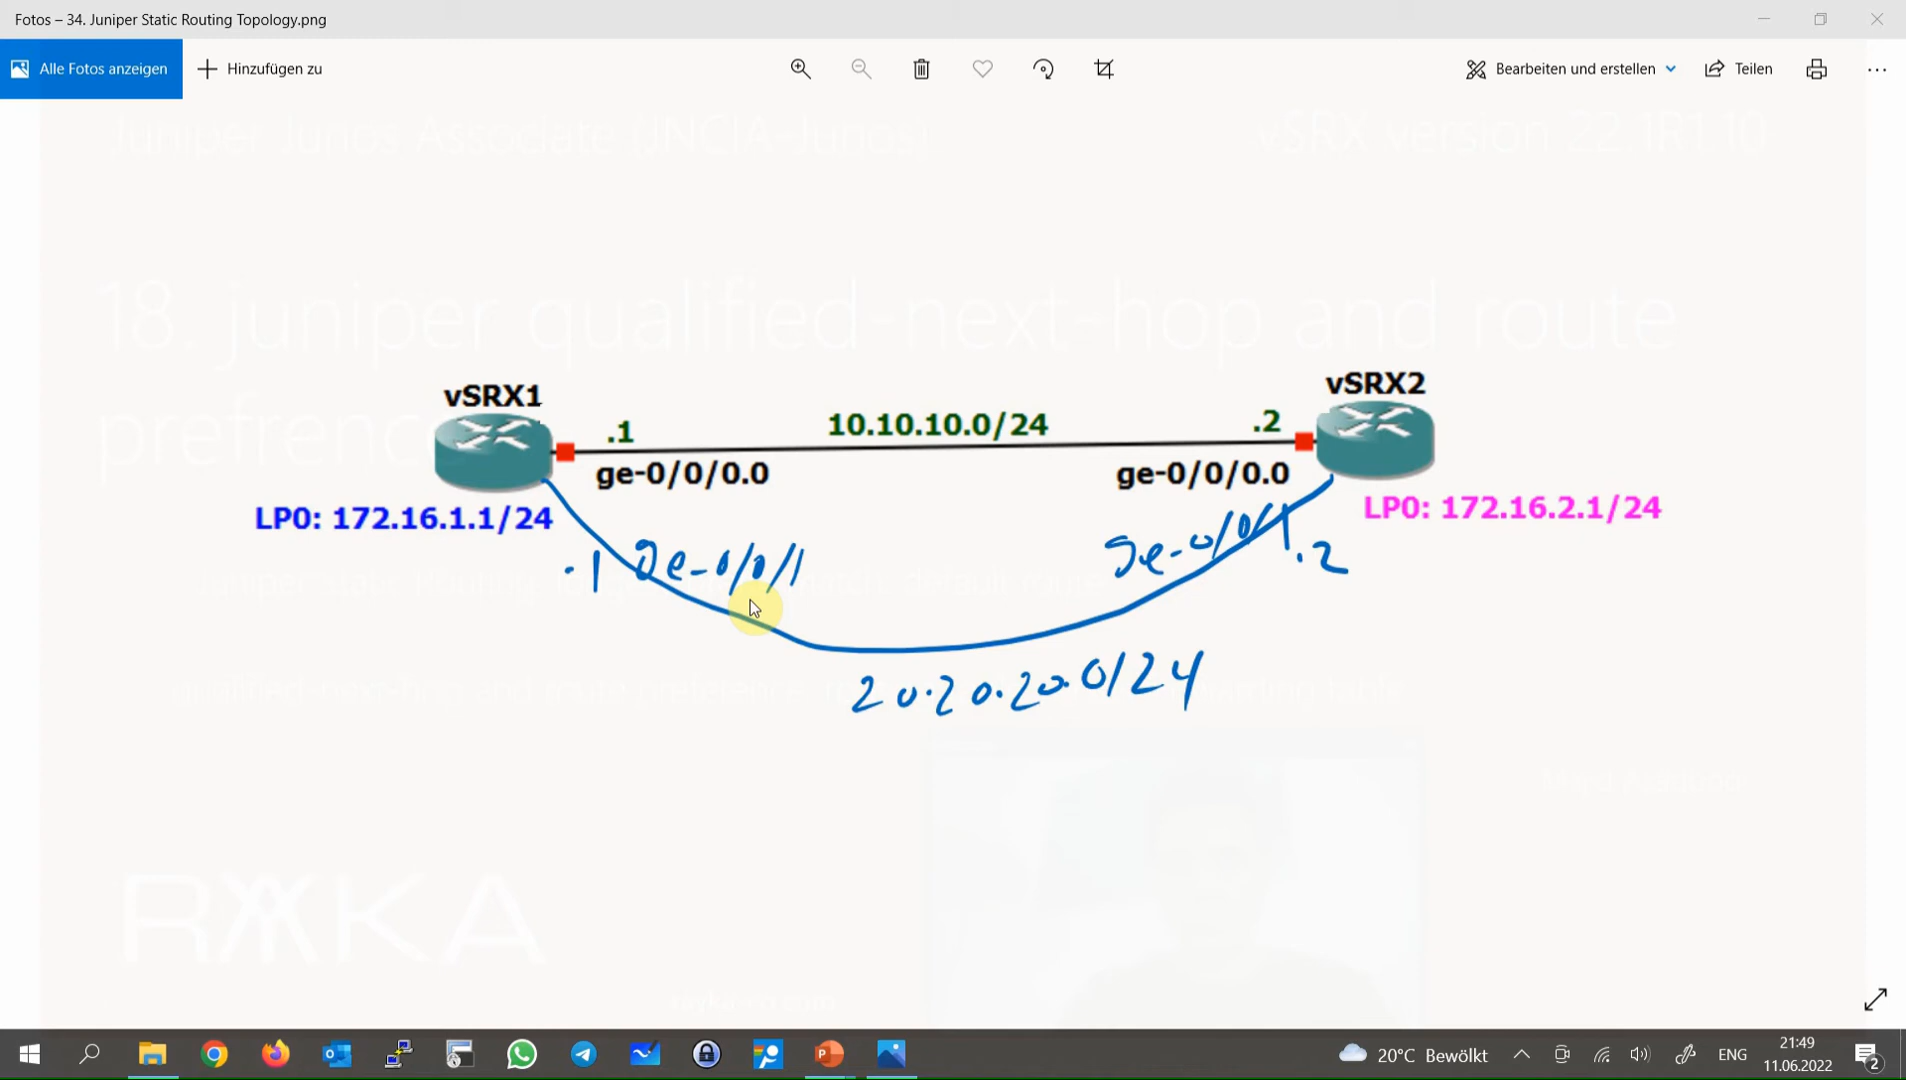 Fotos – 34. Juniper Static Routing Topology.png
Alle Fotos anzeigen
Hinzufügen zu
Bearbeiten und erstellen
Teilen
Juniper Junos Associate (JNCIA-Junos)
vSRX version 22.1R1.10
18. juniper qualified-next-hop and route
prefrence
vSRX1
vSRX2
.1
10.10.10.0/24
.2
ge-0/0/0.0
ge-0/0/0.0
LP0: 172.16.1.1/24
LP0: 172.16.2.1/24
.1 ge-0/0/1
ge-0/0/1 .2
20.20.20.0/24
RAYKA
20°C Bewölkt
ENG
21:49
11.06.2022
2